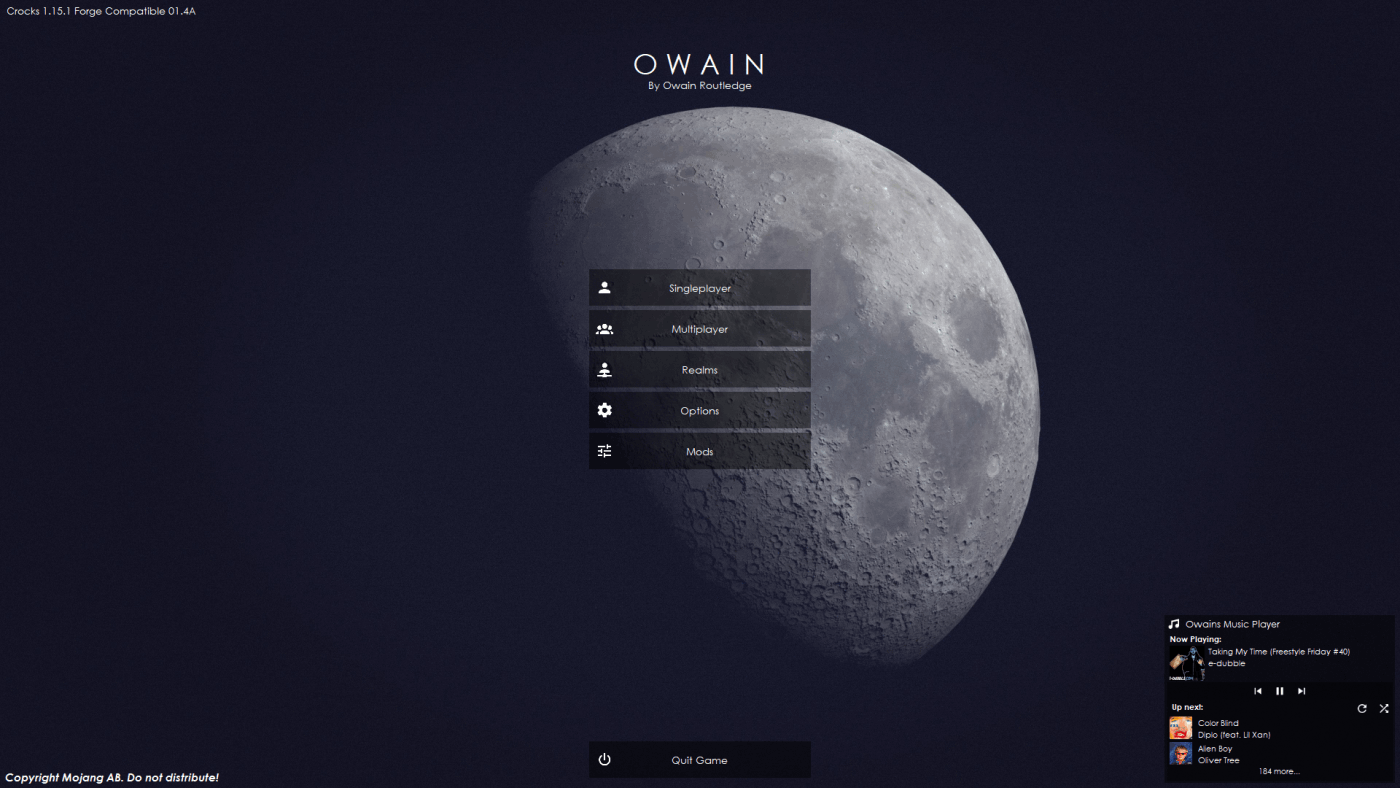 Crocks 1.15.1 Forge Compatible 01.4A
OWAIN
By Owain Routledge
Singleplayer
Multiplayer
Realms
Options
Mods
Quit Game
Copyright Mojang AB. Do not distribute!
Owains Music Player
Now Playing:
Taking My Time (Freestyle Friday #40)
e-dubble
Up next:
Color Blind
Diplo (feat. Lil Xan)
Alien Boy
Oliver Tree
184 more...